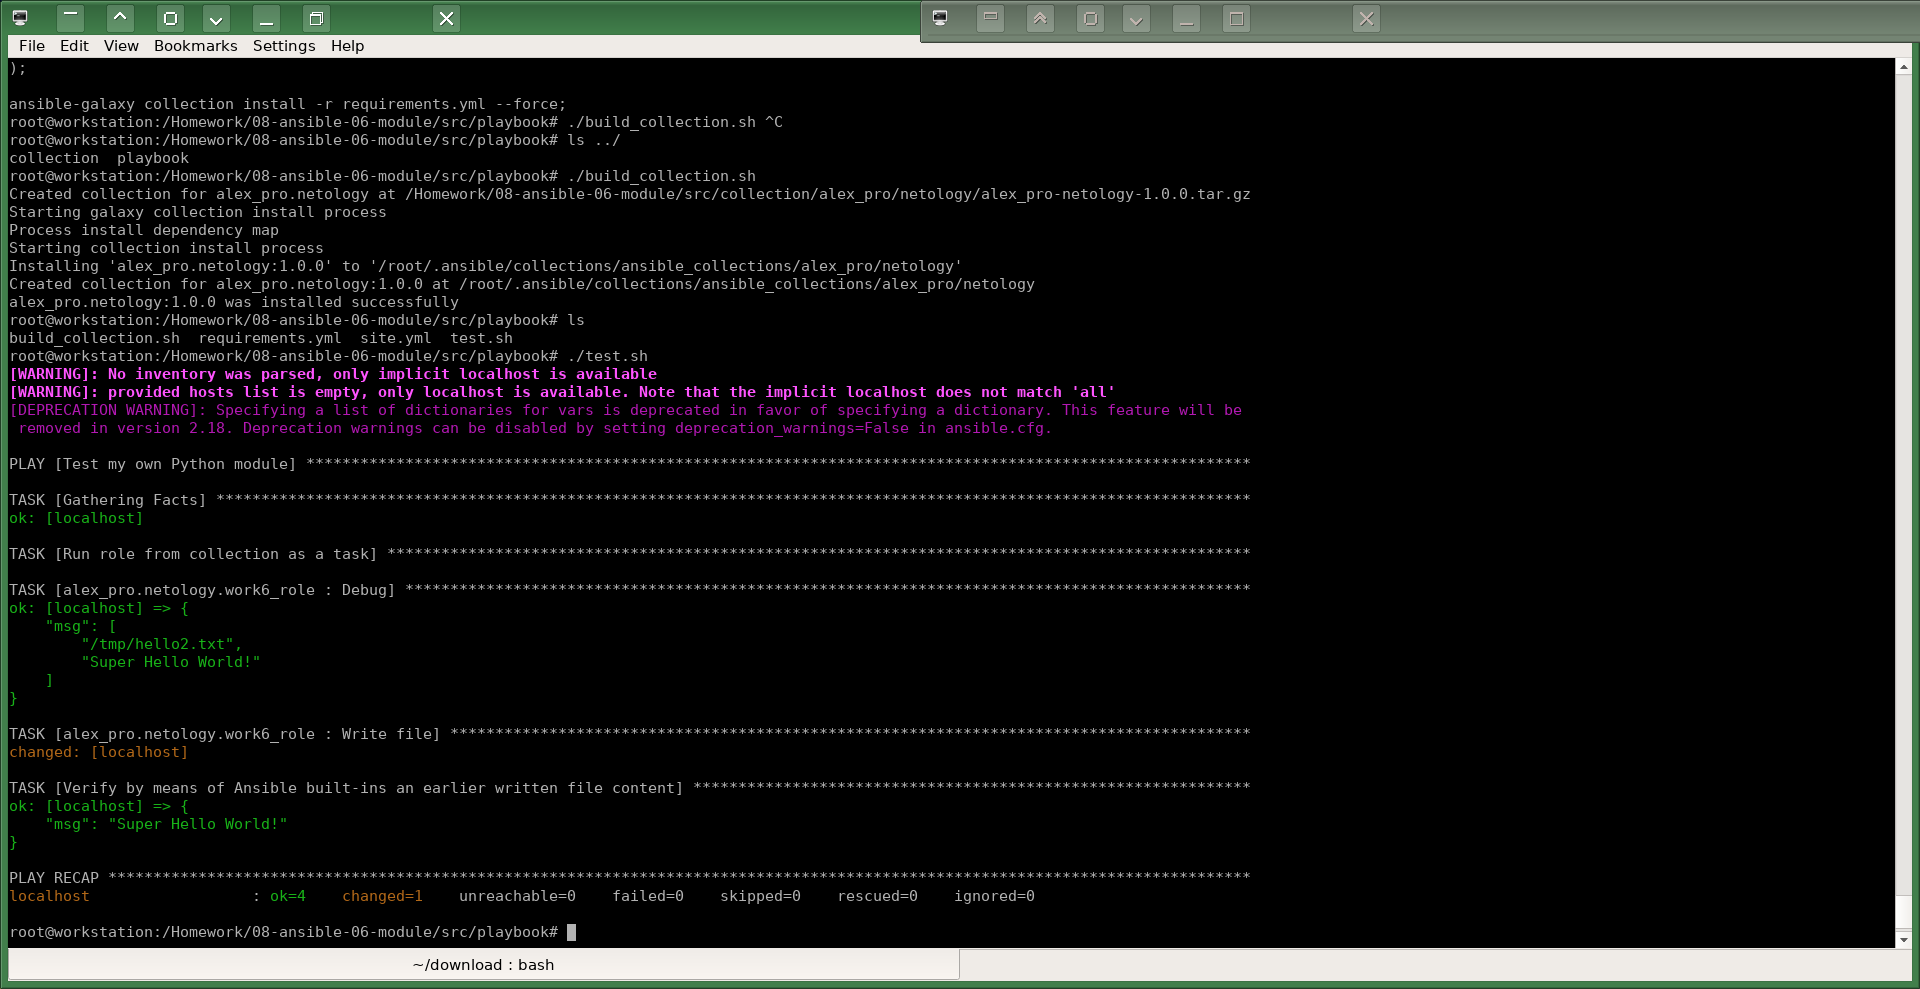 File Edit View Bookmarks Settings Help
);
ansible-galaxy collection install -r requirements.yml --force;
root@workstation:/Homework/08-ansible-06-module/src/playbook# ./build_collection.sh ^C
root@workstation:/Homework/08-ansible-06-module/src/playbook# ls ../
collection  playbook
root@workstation:/Homework/08-ansible-06-module/src/playbook# ./build_collection.sh
Created collection for alex_pro.netology at /Homework/08-ansible-06-module/src/collection/alex_pro/netology/alex_pro-netology-1.0.0.tar.gz
Starting galaxy collection install process
Process install dependency map
Starting collection install process
Installing 'alex_pro.netology:1.0.0' to '/root/.ansible/collections/ansible_collections/alex_pro/netology'
Created collection for alex_pro.netology:1.0.0 at /root/.ansible/collections/ansible_collections/alex_pro/netology
alex_pro.netology:1.0.0 was installed successfully
root@workstation:/Homework/08-ansible-06-module/src/playbook# ls
build_collection.sh  requirements.yml  site.yml  test.sh
root@workstation:/Homework/08-ansible-06-module/src/playbook# ./test.sh
[WARNING]: No inventory was parsed, only implicit localhost is available
[WARNING]: provided hosts list is empty, only localhost is available. Note that the implicit localhost does not match 'all'
[DEPRECATION WARNING]: Specifying a list of dictionaries for vars is deprecated in favor of specifying a dictionary. This feature will be
 removed in version 2.18. Deprecation warnings can be disabled by setting deprecation_warnings=False in ansible.cfg.
PLAY [Test my own Python module] *********************************************************************************************************
TASK [Gathering Facts] *******************************************************************************************************************
ok: [localhost]
TASK [Run role from collection as a task] ************************************************************************************************
TASK [alex_pro.netology.work6_role : Debug] **********************************************************************************************
ok: [localhost] => {
    "msg": [
        "/tmp/hello2.txt",
        "Super Hello World!"
    ]
}
TASK [alex_pro.netology.work6_role : Write file] *****************************************************************************************
changed: [localhost]
TASK [Verify by means of Ansible built-ins an earlier written file content] **************************************************************
ok: [localhost] => {
    "msg": "Super Hello World!"
}
PLAY RECAP *******************************************************************************************************************************
localhost                  : ok=4    changed=1    unreachable=0    failed=0    skipped=0    rescued=0    ignored=0
root@workstation:/Homework/08-ansible-06-module/src/playbook#
~/download : bash